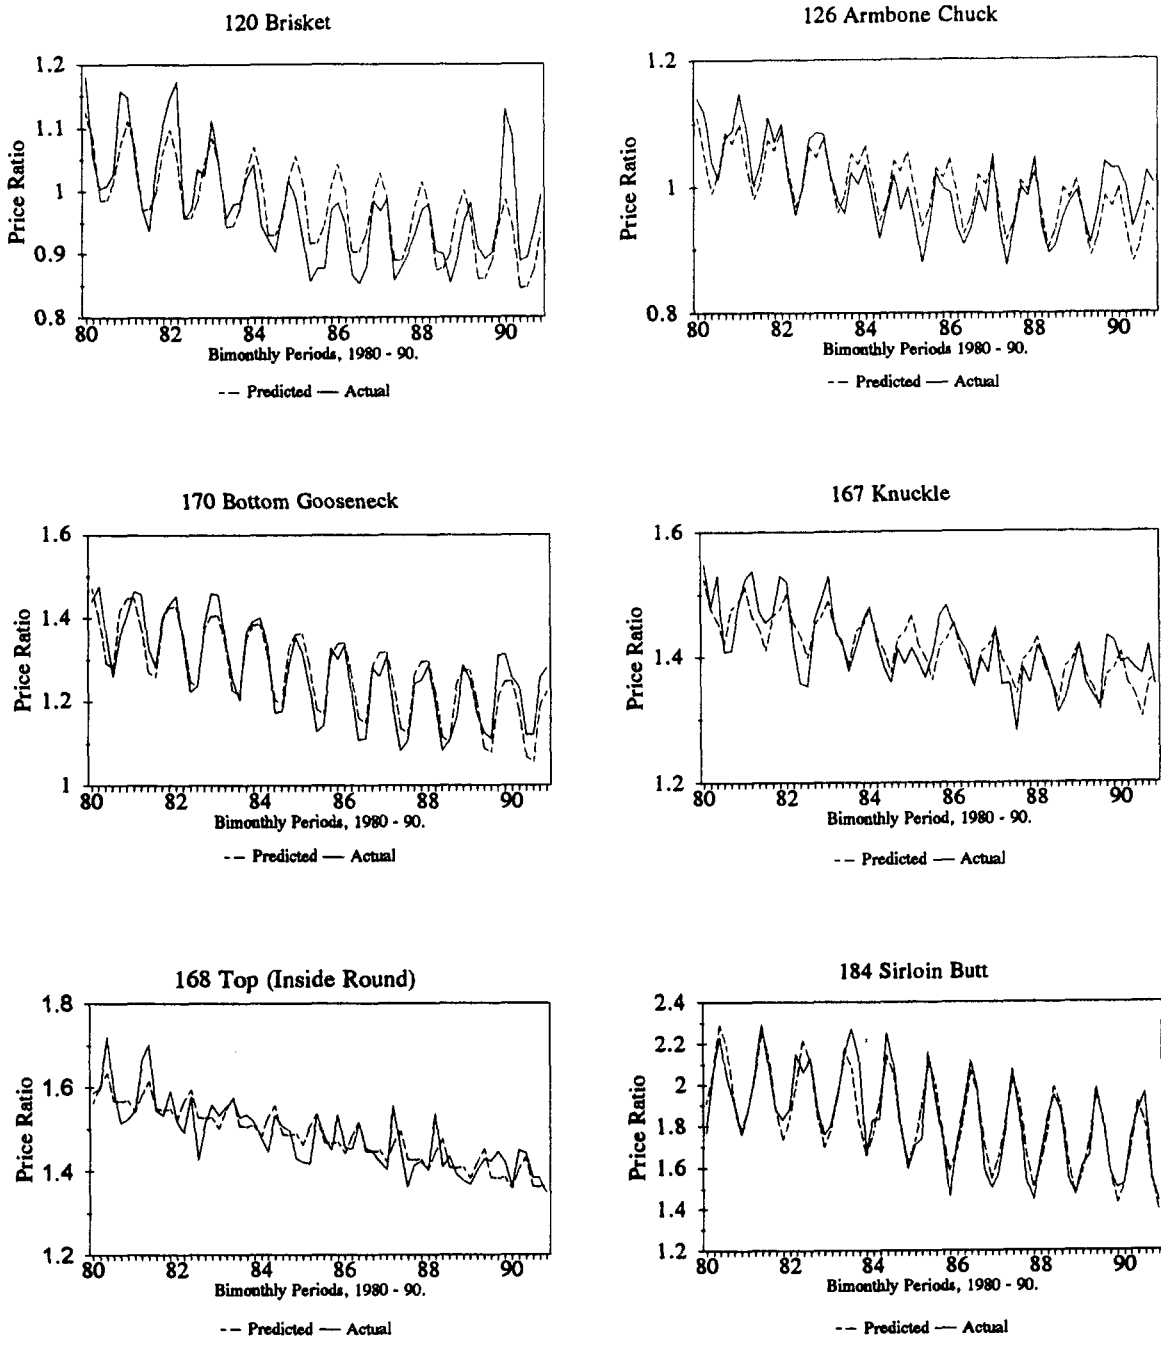 120 Brisket
1.2
1.1
1
0.9
0.8
Price Ratio
80 82 84 86 88 90
Bimonthly Periods, 1980 - 90.
-- Predicted — Actual
126 Armbone Chuck
1.2
1
0.8
Price Ratio
80 82 84 86 88 90
Bimonthly Periods 1980 - 90.
-- Predicted — Actual
170 Bottom Gooseneck
1.6
1.4
1.2
1
Price Ratio
80 82 84 86 88 90
Bimonthly Periods, 1980 - 90.
-- Predicted — Actual
167 Knuckle
1.6
1.4
1.2
Price Ratio
80 82 84 86 88 90
Bimonthly Period, 1980 - 90.
-- Predicted — Actual
168 Top (Inside Round)
1.8
1.6
1.4
1.2
Price Ratio
80 82 84 86 88 90
Bimonthly Periods, 1980 - 90.
-- Predicted — Actual
184 Sirloin Butt
2.4
2.2
2
1.8
1.6
1.4
1.2
Price Ratio
80 82 84 86 88 90
Bimonthly Periods, 1980 - 90.
-- Predicted — Actual